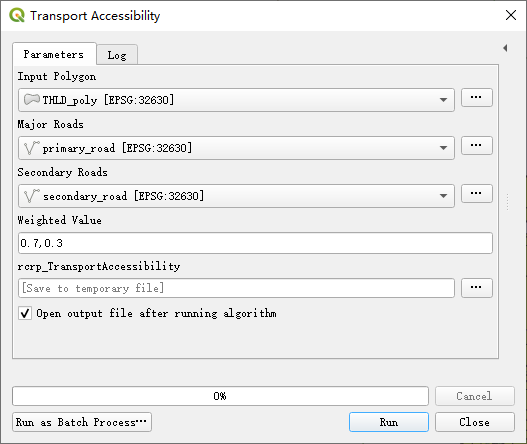 Transport Accessibility
Parameters
Log
Input Polygon
THLD_poly [EPSG:32630]
...
Major Roads
primary_road [EPSG:32630]
...
Secondary Roads
secondary_road [EPSG:32630]
...
Weighted Value
0.7,0.3
rcrp_TransportAccessibility
[Save to temporary file]
...
Open output file after running algorithm
0%
Cancel
Run as Batch Process…
Run
Close